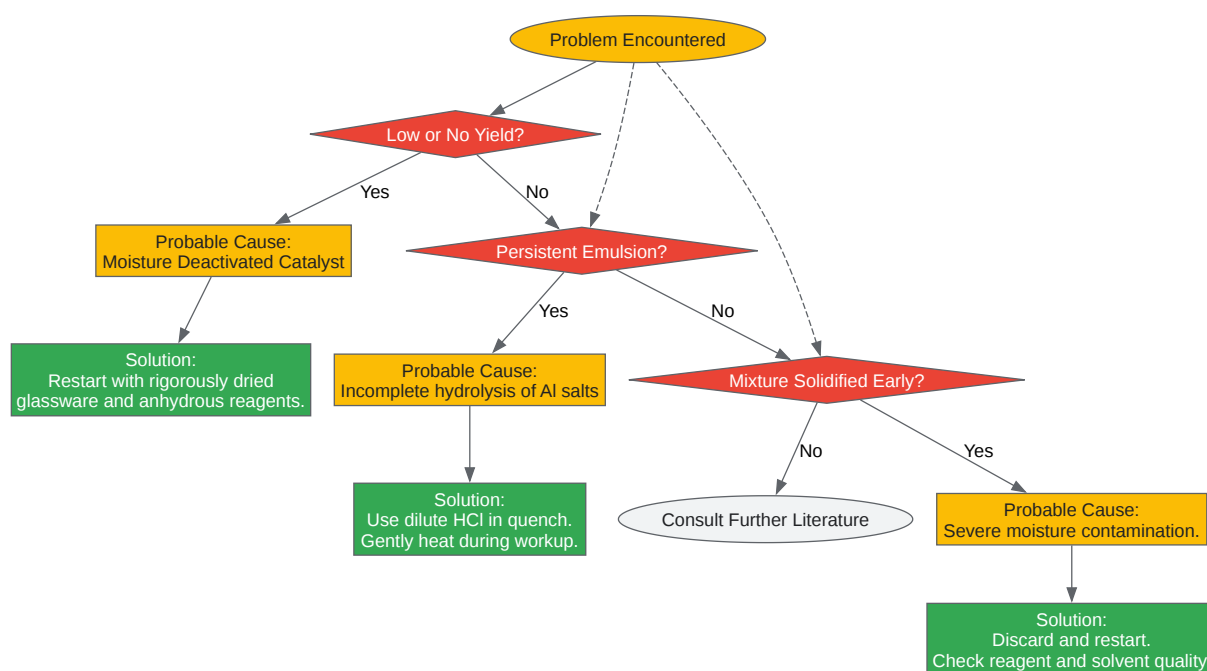 Problem Encountered
Low or No Yield?
Yes
No
Probable Cause:
Moisture Deactivated Catalyst
Persistent Emulsion?
Yes
No
Solution:
Restart with rigorously dried
glassware and anhydrous reagents.
Probable Cause:
Incomplete hydrolysis of Al salts
Mixture Solidified Early?
No
Yes
Solution:
Use dilute HCl in quench.
Gently heat during workup.
Consult Further Literature
Probable Cause:
Severe moisture contamination.
Solution:
Discard and restart.
Check reagent and solvent quality